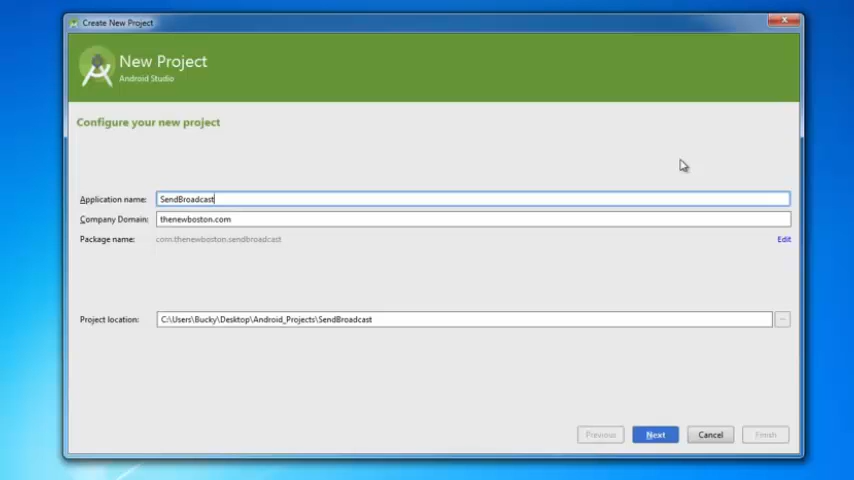 Create New Project
New Project
Android Studio
Configure your new project
Application name: SendBroadcast
Company Domain: thenewboston.com
Package name: com.thenewboston.sendbroadcast Edit
Project location: C:\Users\Bucky\Desktop\Android_Projects\SendBroadcast ...
Previous Next Cancel Finish